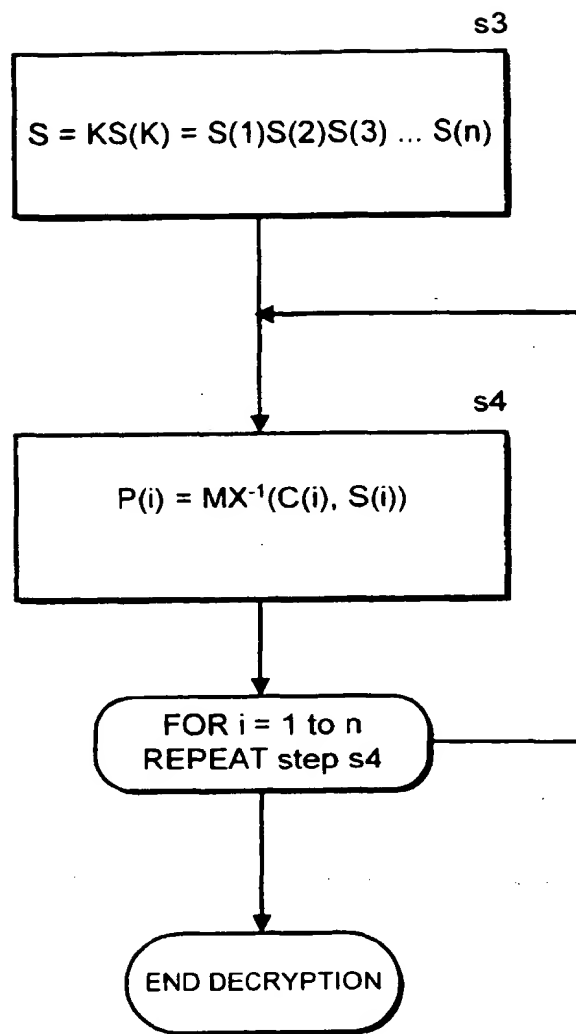 s3
S = KS(K) = S(1)S(2)S(3) ... S(n)
s4
P(i) = MX⁻¹(C(i), S(i))
FOR i = 1 to n
REPEAT step s4
END DECRYPTION